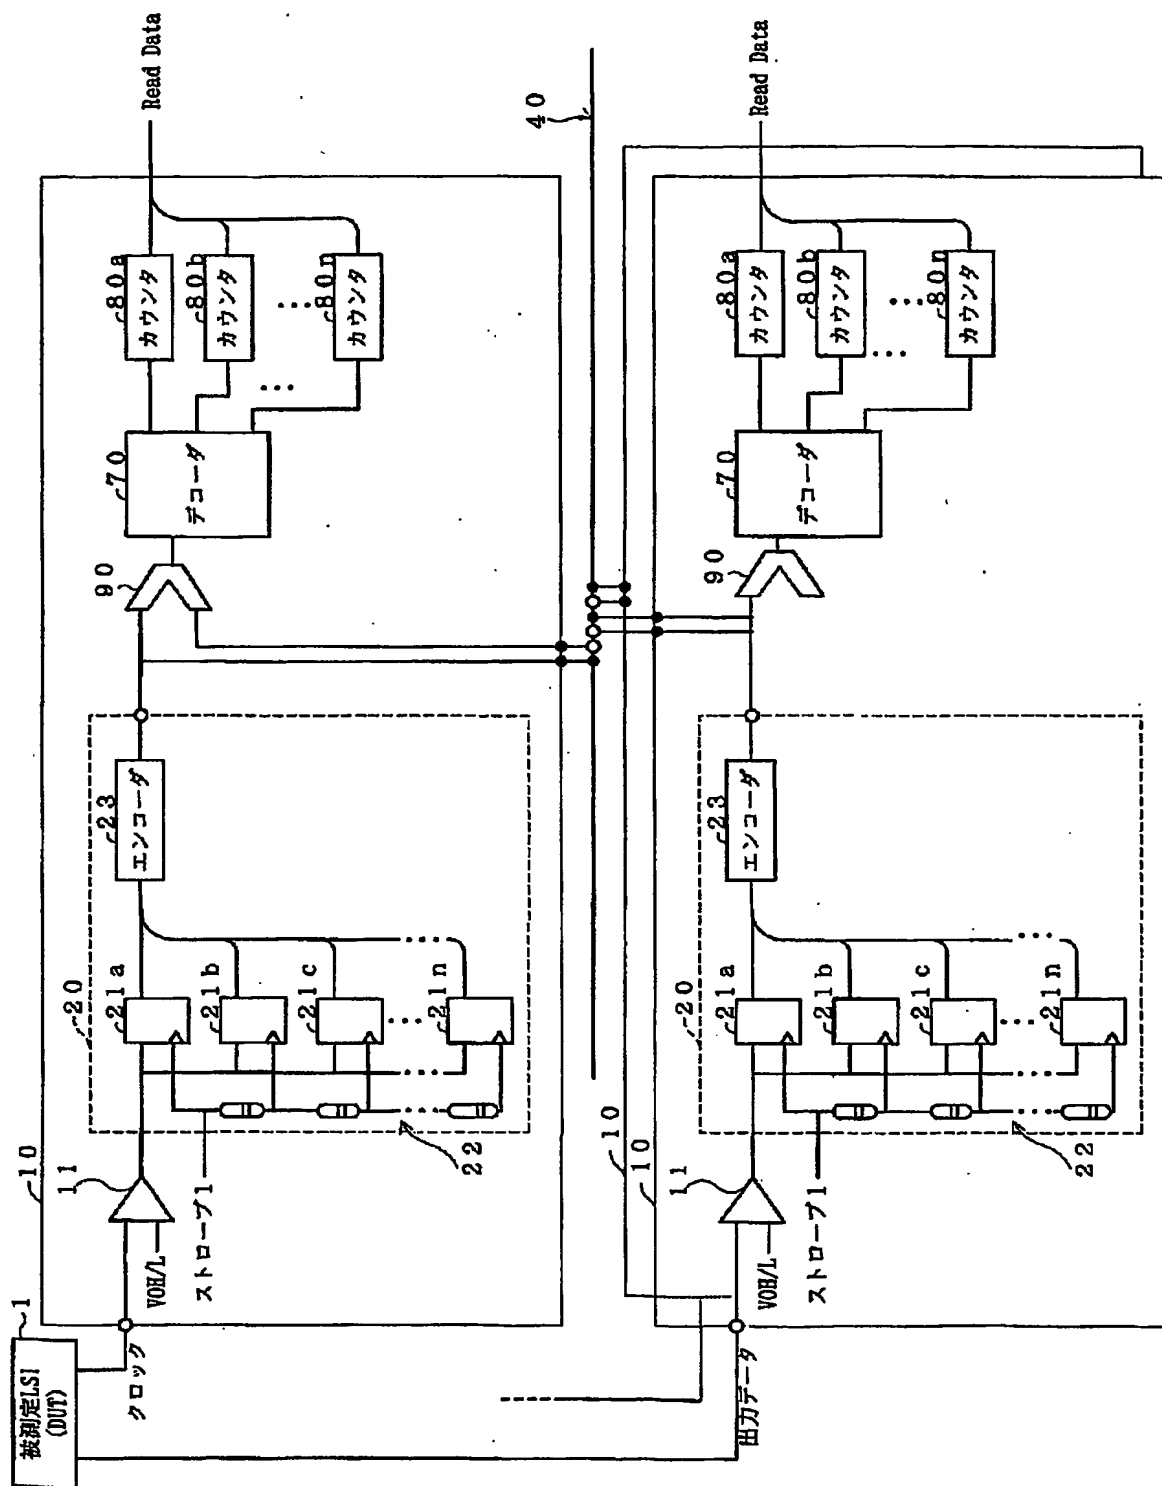 被測定LSI
(DUT)
1
クロック
10
11
VOH/L
ストローブ1
20
21a
21b
21c
21n
22
23
エンコーダ
90
70
デコーダ
80a
カウンタ
80b
カウンタ
80n
カウンタ
Read Data
40
出力データ
10
10
11
VOH/L
ストローブ1
20
21a
21b
21c
21n
22
23
エンコーダ
90
70
デコーダ
80a
カウンタ
80b
カウンタ
80n
カウンタ
Read Data